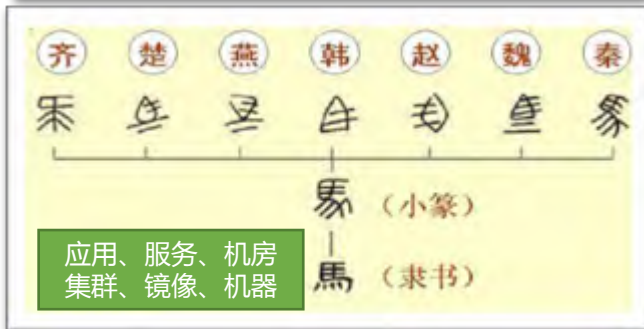 齐 楚 燕 韩 赵 魏 秦
馬 (小篆)
馬 (隶书)
应用、服务、机房
集群、镜像、机器